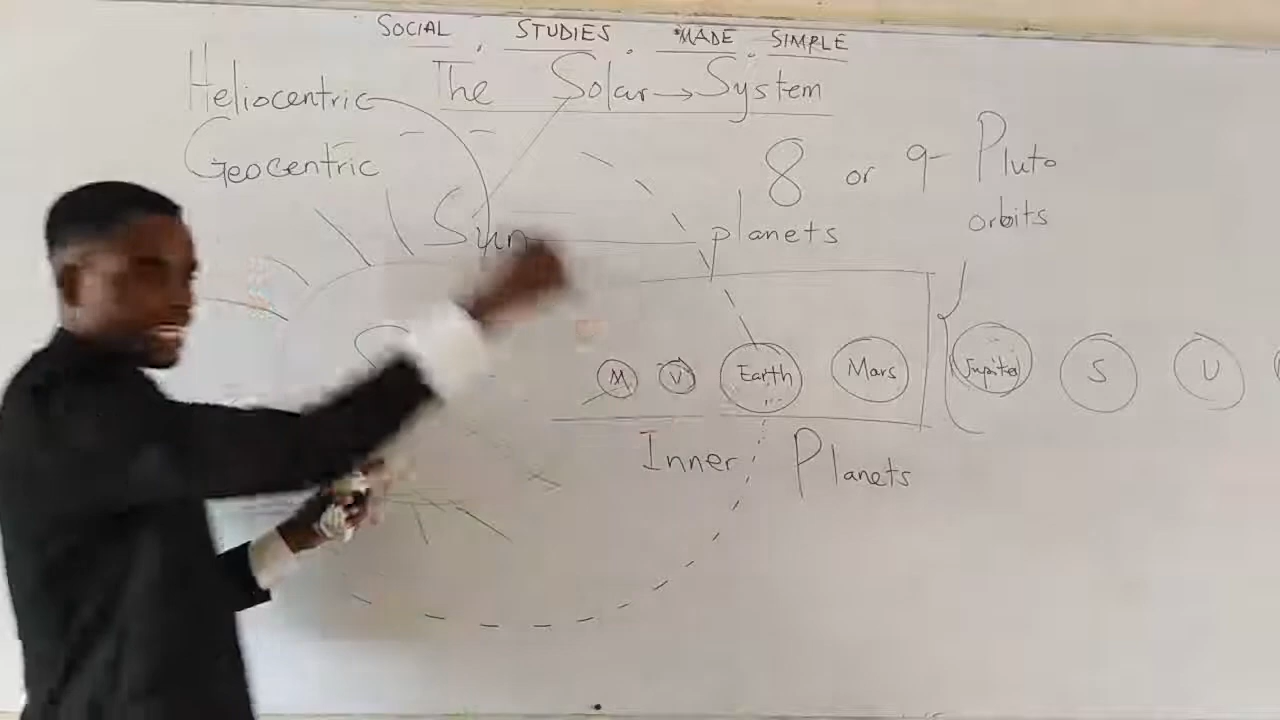 SOCIAL, STUDIES. MADE. SIMPLE
The Solar → System
Heliocentric
Geocentric
8 or 9 - Pluto
orbits
Sun
planets
M V Earth Mars Jupiter S U
Inner Planets